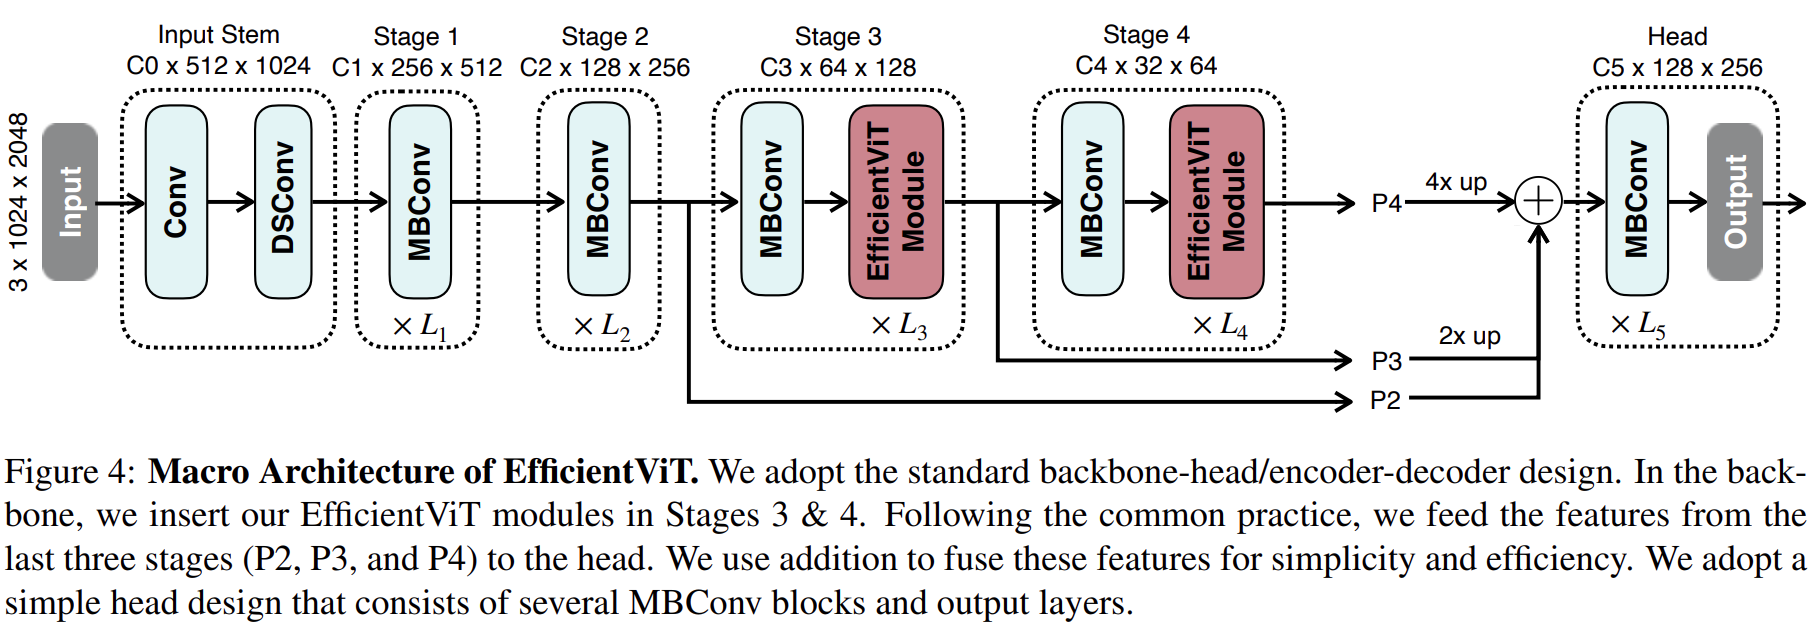 Input Stem
C0 x 512 x 1024
Stage 1
C1 x 256 x 512
Stage 2
C2 x 128 x 256
Stage 3
C3 x 64 x 128
Stage 4
C4 x 32 x 64
Head
C5 x 128 x 256
3 x 1024 x 2048
Input
Conv
DSConv
MBConv
× L1
MBConv
× L2
MBConv
EfficientViT
Module
× L3
MBConv
EfficientViT
Module
× L4
P4
4x up
P3
2x up
P2
+
MBConv
× L5
Output
Figure 4: Macro Architecture of EfficientViT. We adopt the standard backbone-head/encoder-decoder design. In the back-
bone, we insert our EfficientViT modules in Stages 3 & 4. Following the common practice, we feed the features from the
last three stages (P2, P3, and P4) to the head. We use addition to fuse these features for simplicity and efficiency. We adopt a
simple head design that consists of several MBConv blocks and output layers.